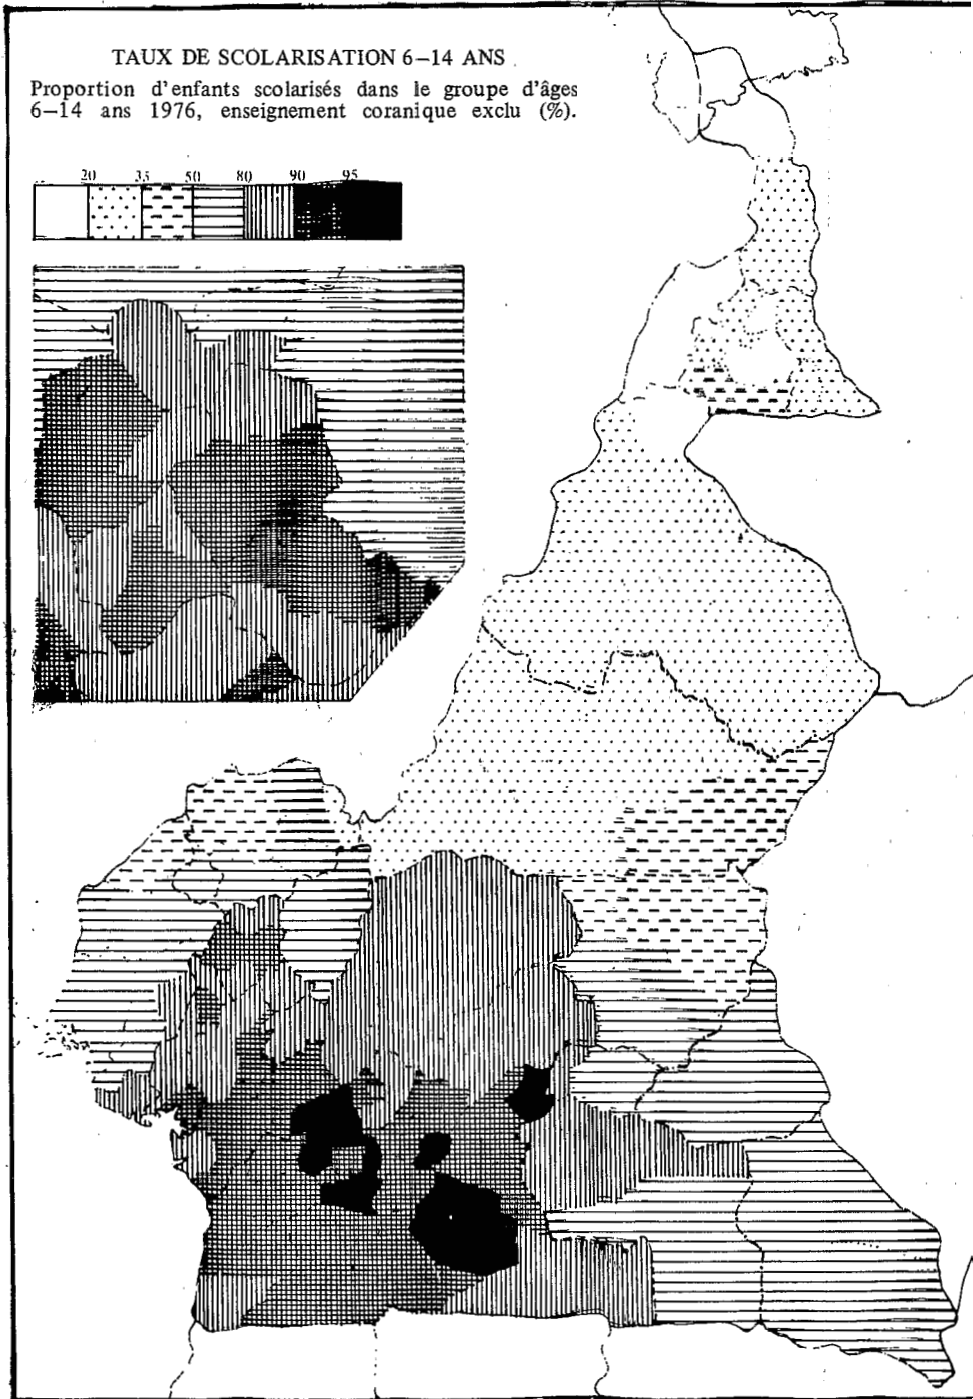 TAUX DE SCOLARISATION 6–14 ANS
Proportion d'enfants scolarisés dans le groupe d'âges
6–14 ans 1976, enseignement coranique exclu (%).
20 35 50 80 90 95